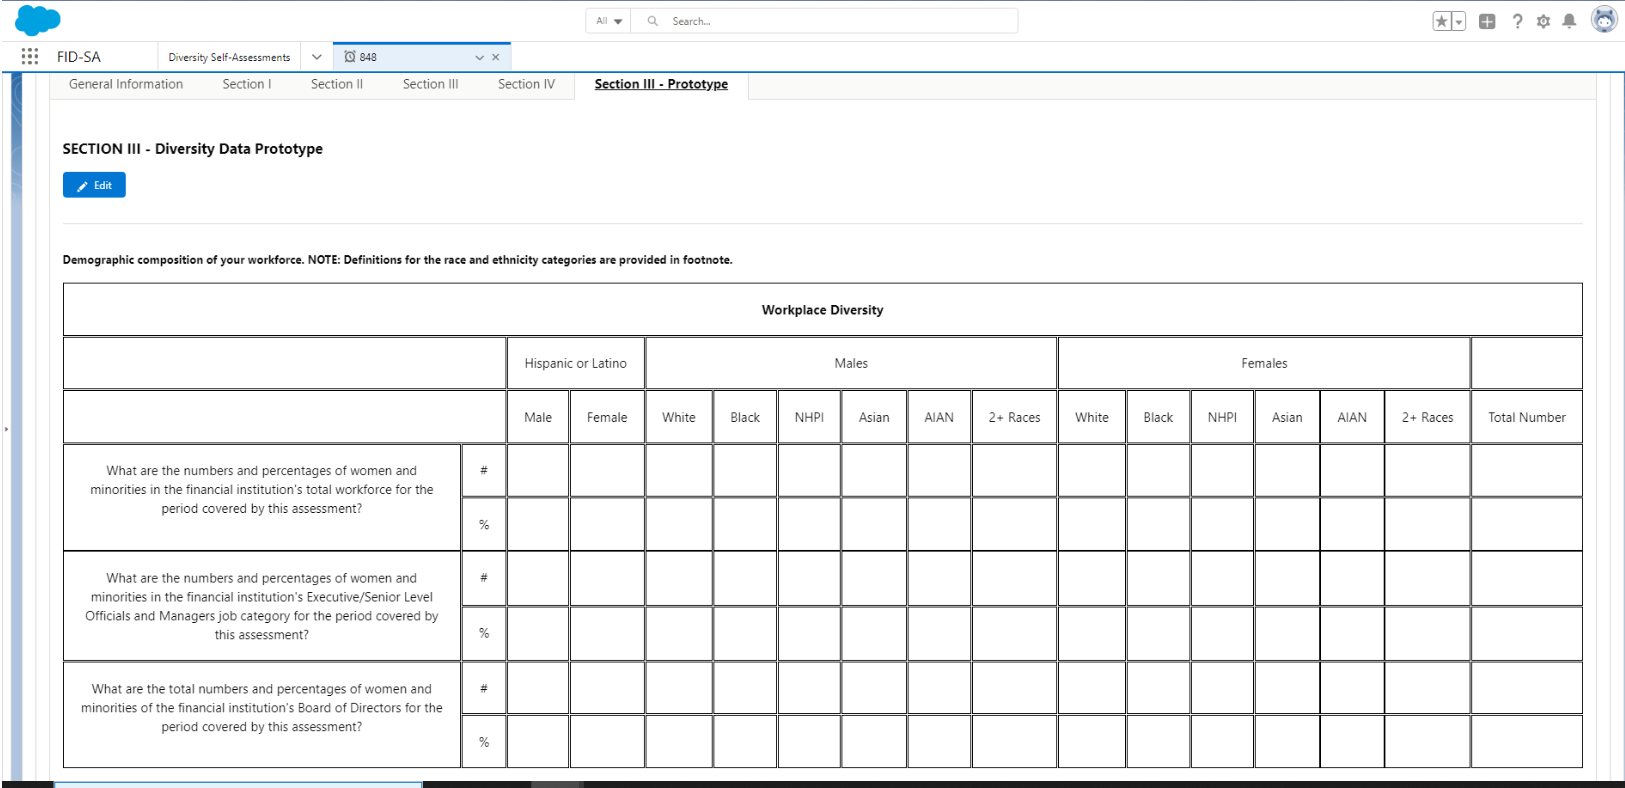 All
Search...
FID-SA
Diversity Self-Assessments
848
General Information
Section I
Section II
Section III
Section IV
Section III - Prototype
SECTION III - Diversity Data Prototype
Edit
Demographic composition of your workforce. NOTE: Definitions for the race and ethnicity categories are provided in footnote.
Workplace Diversity
Hispanic or Latino
Males
Females
Male
Female
White
Black
NHPI
Asian
AIAN
2+ Races
White
Black
NHPI
Asian
AIAN
2+ Races
Total Number
What are the numbers and percentages of women and
minorities in the financial institution's total workforce for the
period covered by this assessment?
#
%
What are the numbers and percentages of women and
minorities in the financial institution's Executive/Senior Level
Officials and Managers job category for the period covered by
this assessment?
#
%
What are the total numbers and percentages of women and
minorities of the financial institution's Board of Directors for the
period covered by this assessment?
#
%